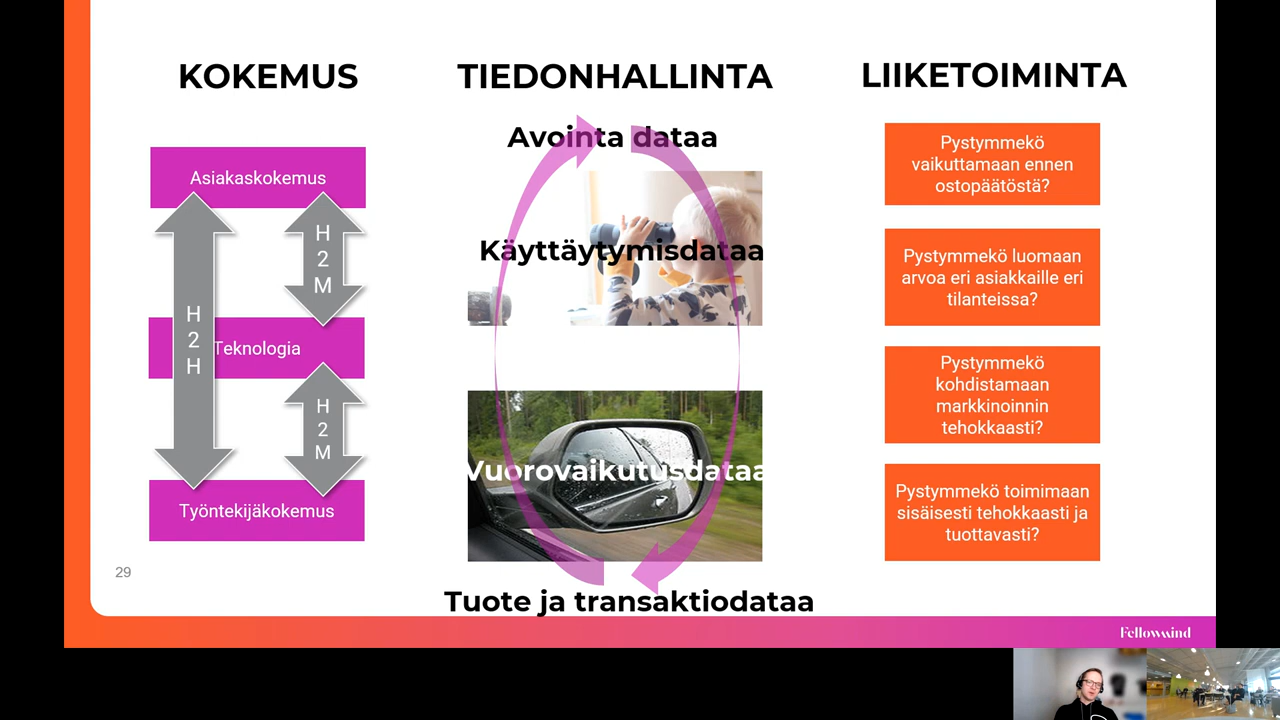 KOKEMUS
Asiakaskokemus
H
2
M
H
2
H
Teknologia
H
2
M
Työntekijäkokemus
29
TIEDONHALLINTA
Avointa dataa
Käyttäytymisdataa
Vuorovaikutusdataa
Tuote ja transaktiodataa
LIIKETOIMINTA
Pystymmekö
vaikuttamaan ennen
ostopäätöstä?
Pystymmekö luomaan
arvoa eri asiakkaille eri
tilanteissa?
Pystymmekö
kohdistamaan
markkinoinnin
tehokkaasti?
Pystymmekö toimimaan
sisäisesti tehokkaasti ja
tuottavasti?
Fellowmind